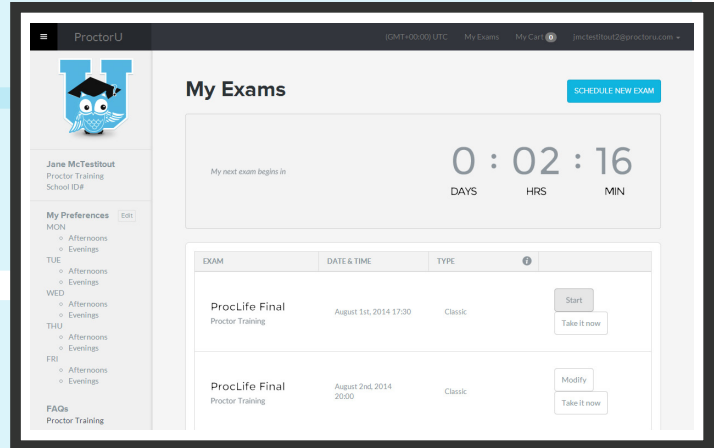 ≡ ProctorU (GMT+00:00) UTC My Exams My Cart 0 jmctestitout2@proctoru.com
U
Jane McTestitout
Proctor Training
School ID#
My Preferences Edit
MON
Afternoons
Evenings
TUE
Afternoons
Evenings
WED
Afternoons
Evenings
THU
Afternoons
Evenings
FRI
Afternoons
Evenings
FAQs
Proctor Training
My Exams
SCHEDULE NEW EXAM
My next exam begins in
0 : 02 : 16
DAYS HRS MIN
EXAM DATE & TIME TYPE i
ProcLife Final
Proctor Training
August 1st, 2014 17:30
Classic
Start
Take it now
ProcLife Final
Proctor Training
August 2nd, 2014
20:00
Classic
Modify
Take it now